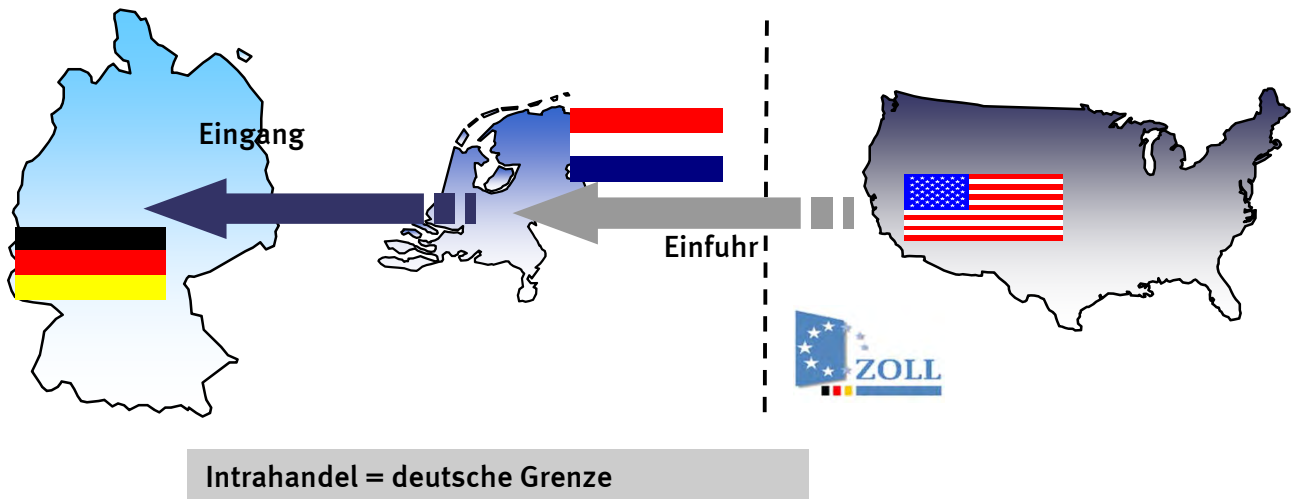 Eingang
Einfuhr
ZOLL
Intrahandel = deutsche Grenze